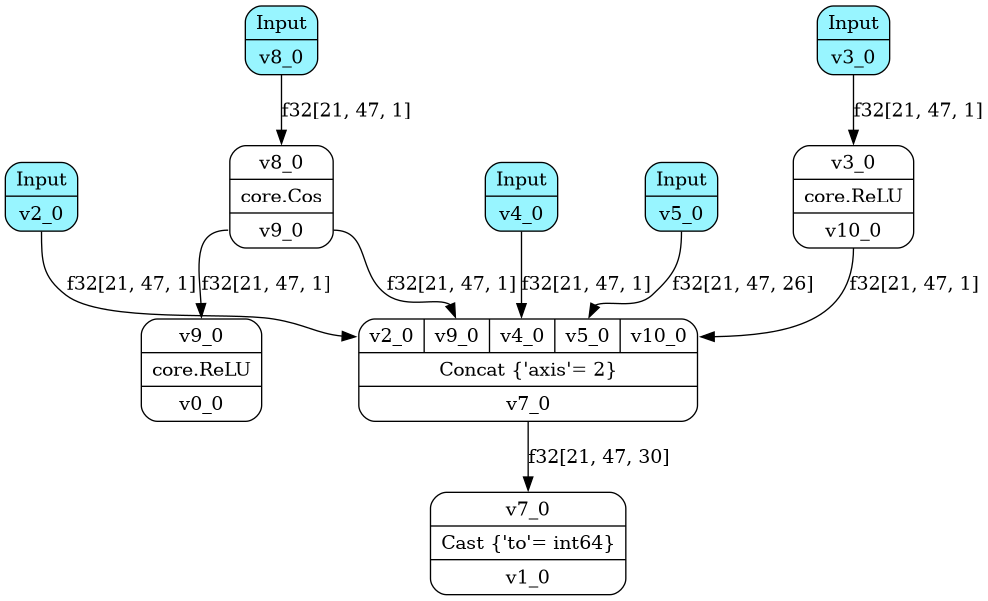 Input
v8_0
Input
v3_0
f32[21, 47, 1]
f32[21, 47, 1]
Input
v2_0
v8_0
core.Cos
v9_0
Input
v4_0
Input
v5_0
v3_0
core.ReLU
v10_0
f32[21, 47, 1]
f32[21, 47, 1]
f32[21, 47, 1]
f32[21, 47, 1]
f32[21, 47, 26]
f32[21, 47, 1]
v9_0
core.ReLU
v0_0
v2_0 v9_0 v4_0 v5_0 v10_0
Concat {'axis'= 2}
v7_0
f32[21, 47, 30]
v7_0
Cast {'to'= int64}
v1_0